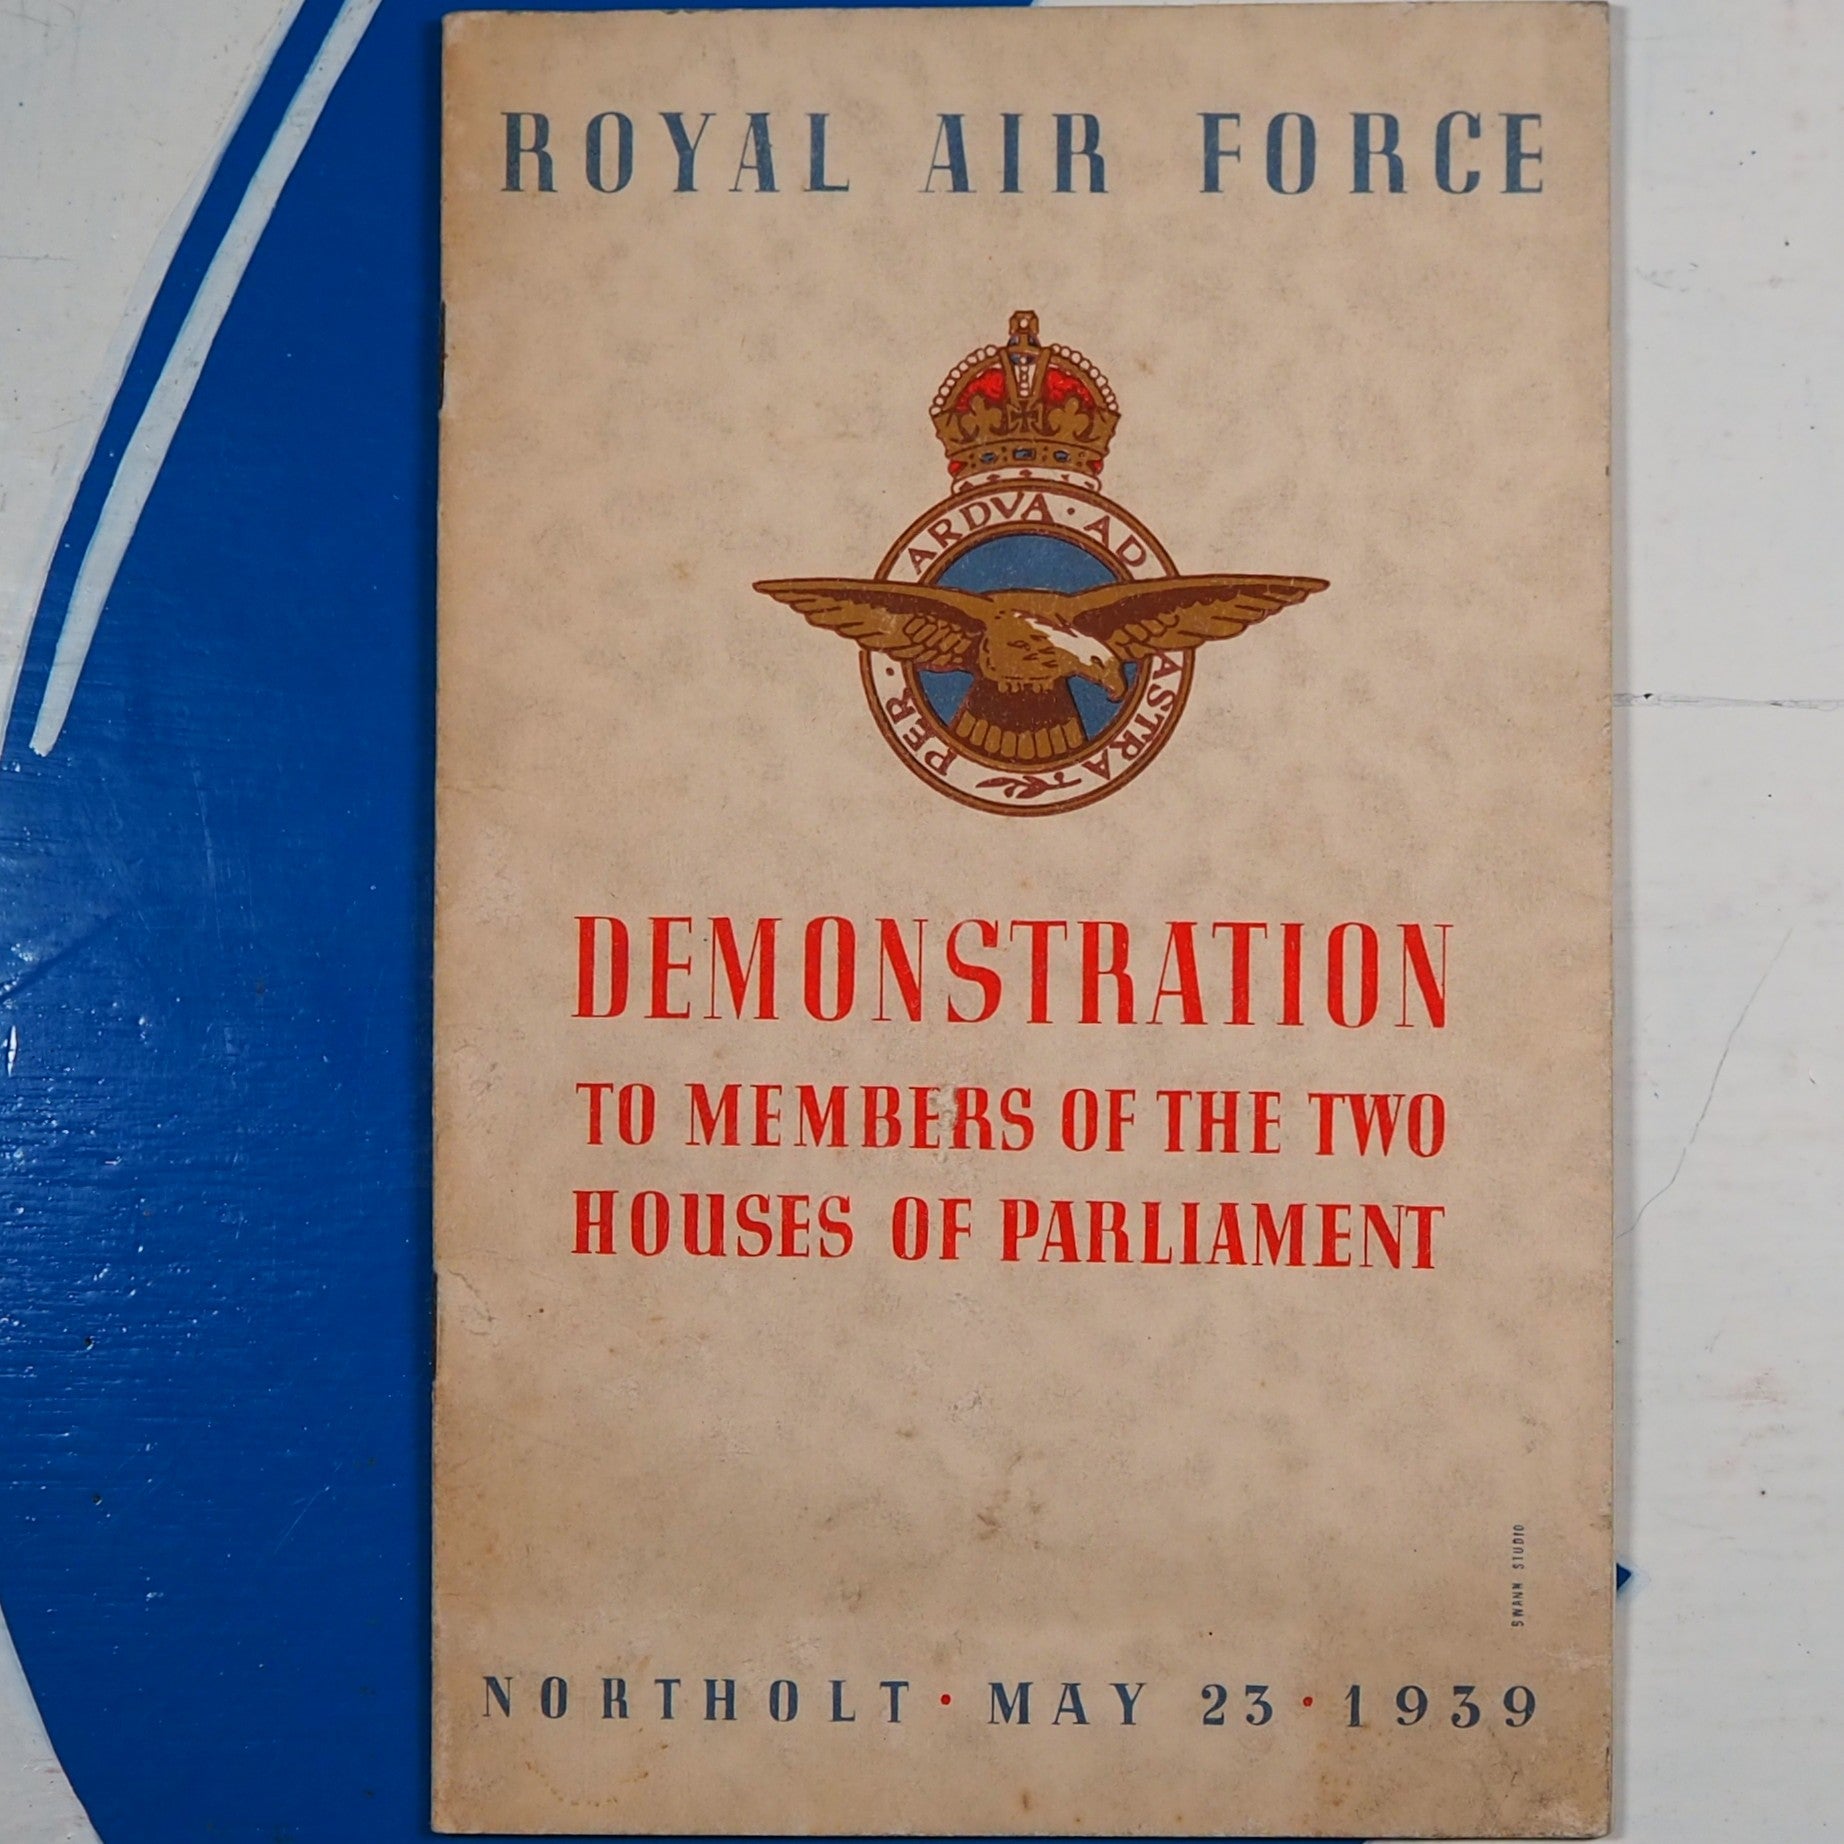 ROYAL AIR FORCE
PER · ARDVA · AD ASTRA
DEMONSTRATION
TO MEMBERS OF THE TWO
HOUSES OF PARLIAMENT
SWANN STUDIO
NORTHOLT · MAY 23 · 1939